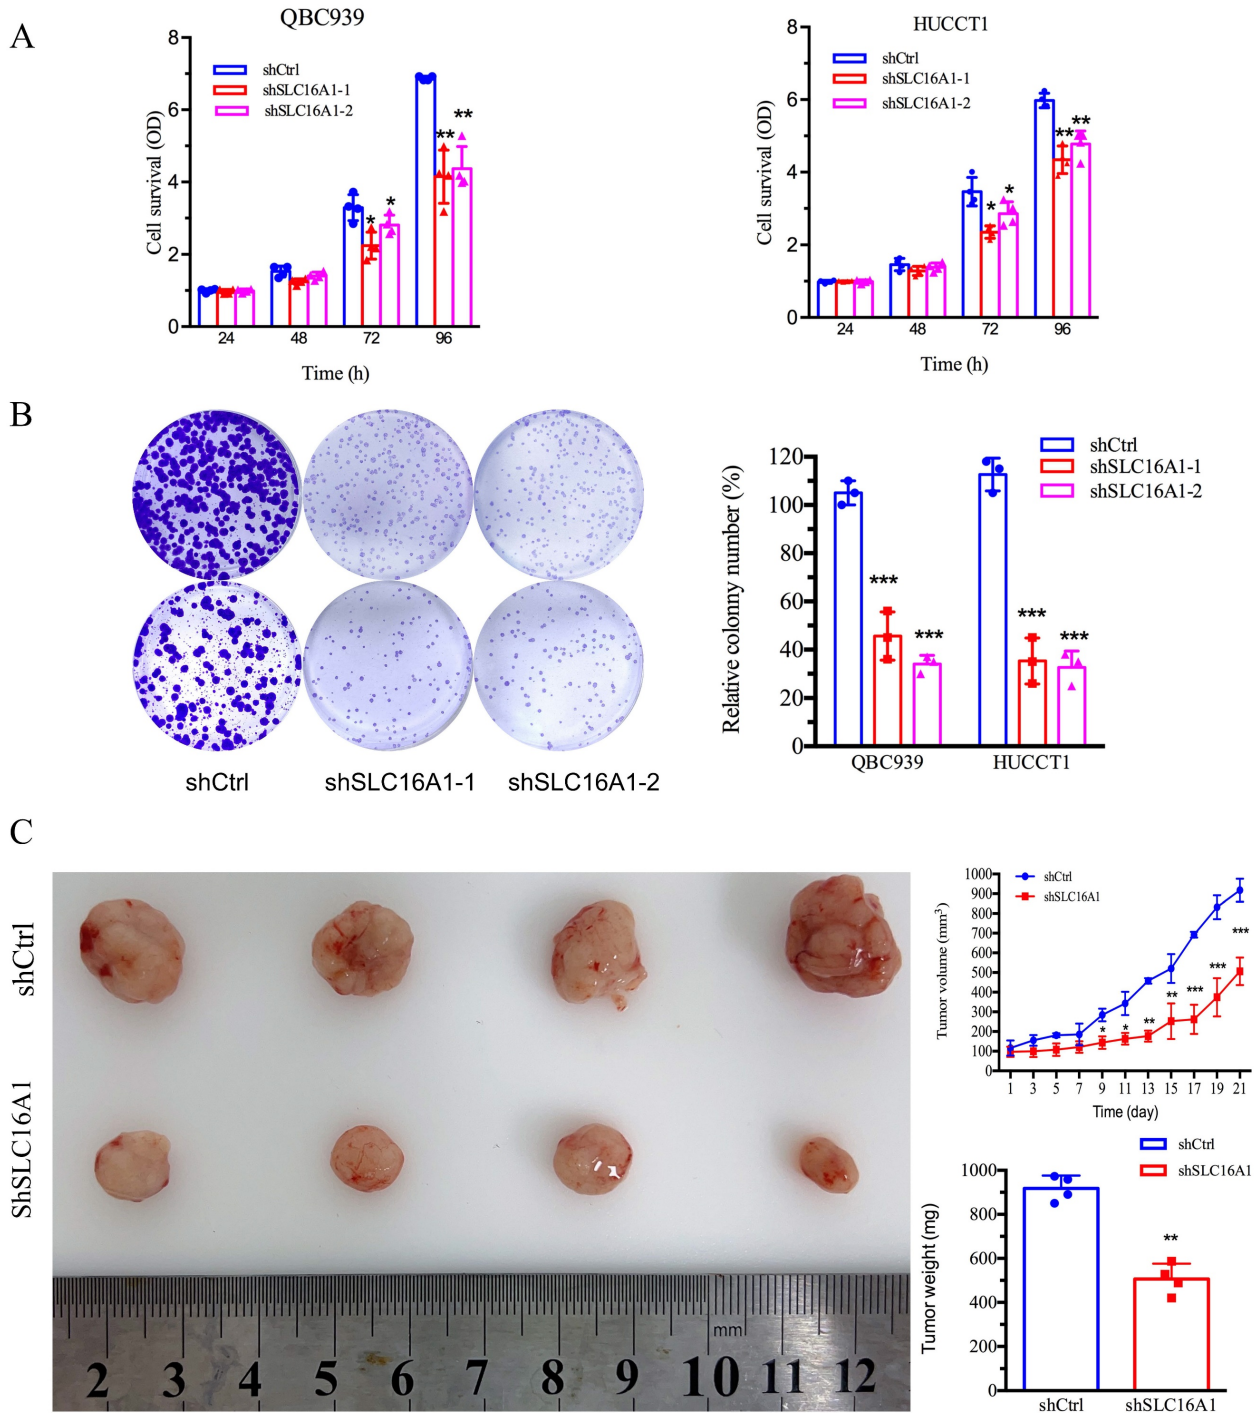 A
QBC939
shCtrl
shSLC16A1-1
shSLC16A1-2
Cell survival (OD)
8
6
4
2
0
** **
* *
24 48 72 96
Time (h)
HUCCT1
shCtrl
shSLC16A1-1
shSLC16A1-2
Cell survival (OD)
8
6
4
2
0
** **
* *
24 48 72 96
Time (h)
B
shCtrl shSLC16A1-1 shSLC16A1-2
shCtrl
shSLC16A1-1
shSLC16A1-2
Relative colonny number (%)
120
100
80
60
40
20
0
*** *** *** ***
QBC939 HUCCT1
C
shCtrl
ShSLC16A1
mm
2 3 4 5 6 7 8 9 10 11 12
shCtrl
shSLC16A1
Tumor volume (mm³)
1000
900
800
700
600
500
400
300
200
100
0
* * ** ** *** *** ***
1 3 5 7 9 11 13 15 17 19 21
Time (day)
shCtrl
shSLC16A1
Tumor weight (mg)
1000
800
600
400
200
0
**
shCtrl shSLC16A1